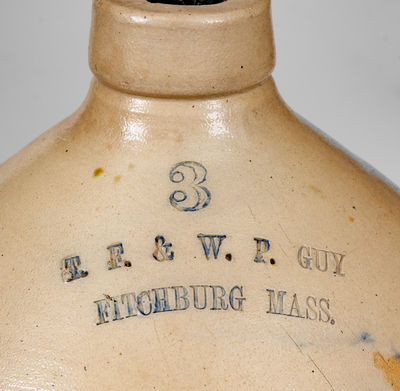 3
T. F. & W. P. GUY
FITCHBURG MASS.